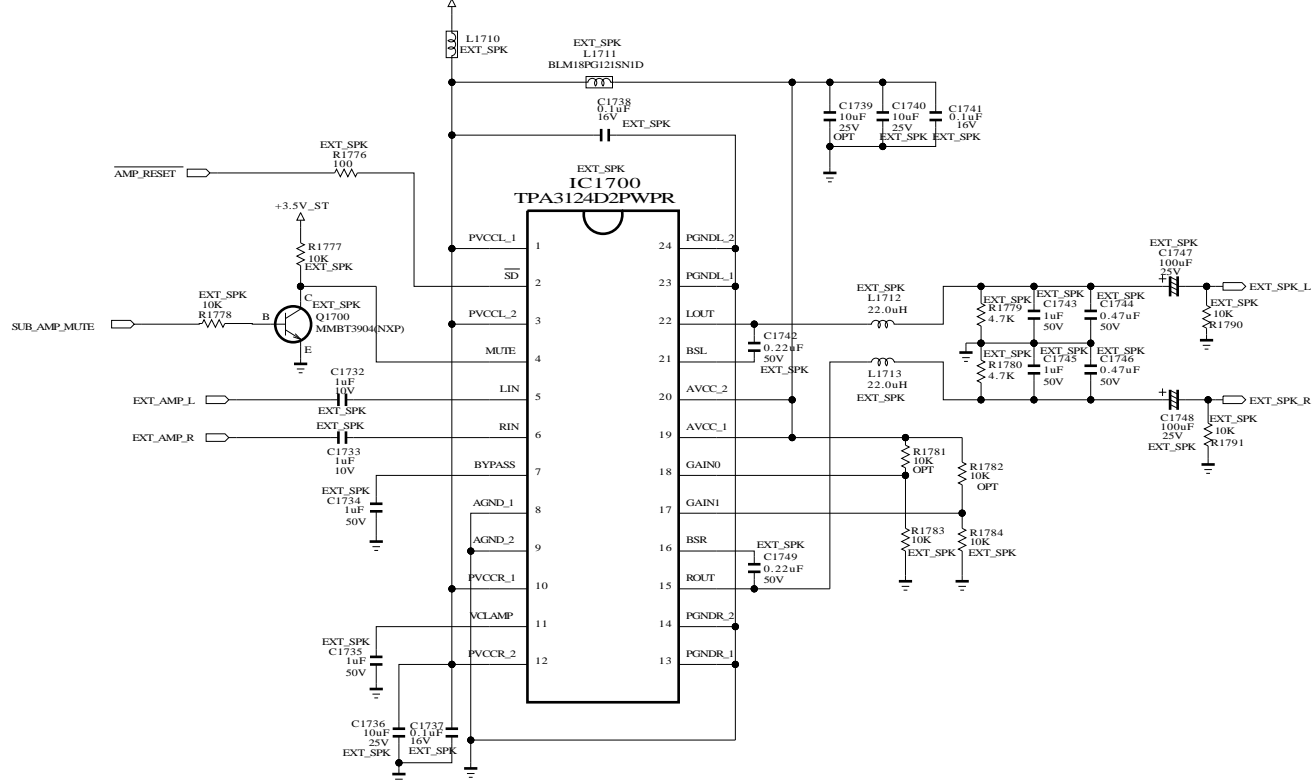 L1710
EXT_SPK
EXT_SPK
L1711
BLM18PG121SN1D
C1738
0.1uF
16V
EXT_SPK
C1739
10uF
25V
OPT
C1740
10uF
25V
EXT_SPK
C1741
0.1uF
16V
EXT_SPK
EXT_SPK
R1776
100
AMP_RESET
EXT_SPK
IC1700
TPA3124D2PWPR
+3.5V_ST
R1777
10K
EXT_SPK
EXT_SPK
10K
R1778
SUB_AMP_MUTE
B
C
E
EXT_SPK
Q1700
MMBT3904(NXP)
EXT_AMP_L
C1732
1uF
10V
EXT_SPK
EXT_AMP_R
EXT_SPK
C1733
1uF
10V
EXT_SPK
C1734
1uF
50V
EXT_SPK
C1735
1uF
50V
C1736
10uF
25V
EXT_SPK
C1737
0.1uF
16V
EXT_SPK
PVCCL_1
1
SD
2
PVCCL_2
3
MUTE
4
LIN
5
RIN
6
BYPASS
7
AGND_1
8
AGND_2
9
PVCCR_1
10
VCLAMP
11
PVCCR_2
12
24
PGNDL_2
23
PGNDL_1
22
LOUT
21
BSL
20
AVCC_2
19
AVCC_1
18
GAIN0
17
GAIN1
16
BSR
15
ROUT
14
PGNDR_2
13
PGNDR_1
C1742
0.22uF
50V
EXT_SPK
EXT_SPK
L1712
22.0uH
L1713
22.0uH
EXT_SPK
EXT_SPK
R1779
4.7K
EXT_SPK
C1743
1uF
50V
EXT_SPK
C1744
0.47uF
50V
EXT_SPK
R1780
4.7K
EXT_SPK
C1745
1uF
50V
EXT_SPK
C1746
0.47uF
50V
EXT_SPK
C1747
100uF
25V
+
EXT_SPK_L
EXT_SPK
10K
R1790
+
C1748
100uF
25V
EXT_SPK
EXT_SPK_R
EXT_SPK
10K
R1791
R1781
10K
OPT
R1782
10K
OPT
R1783
10K
EXT_SPK
R1784
10K
EXT_SPK
EXT_SPK
C1749
0.22uF
50V